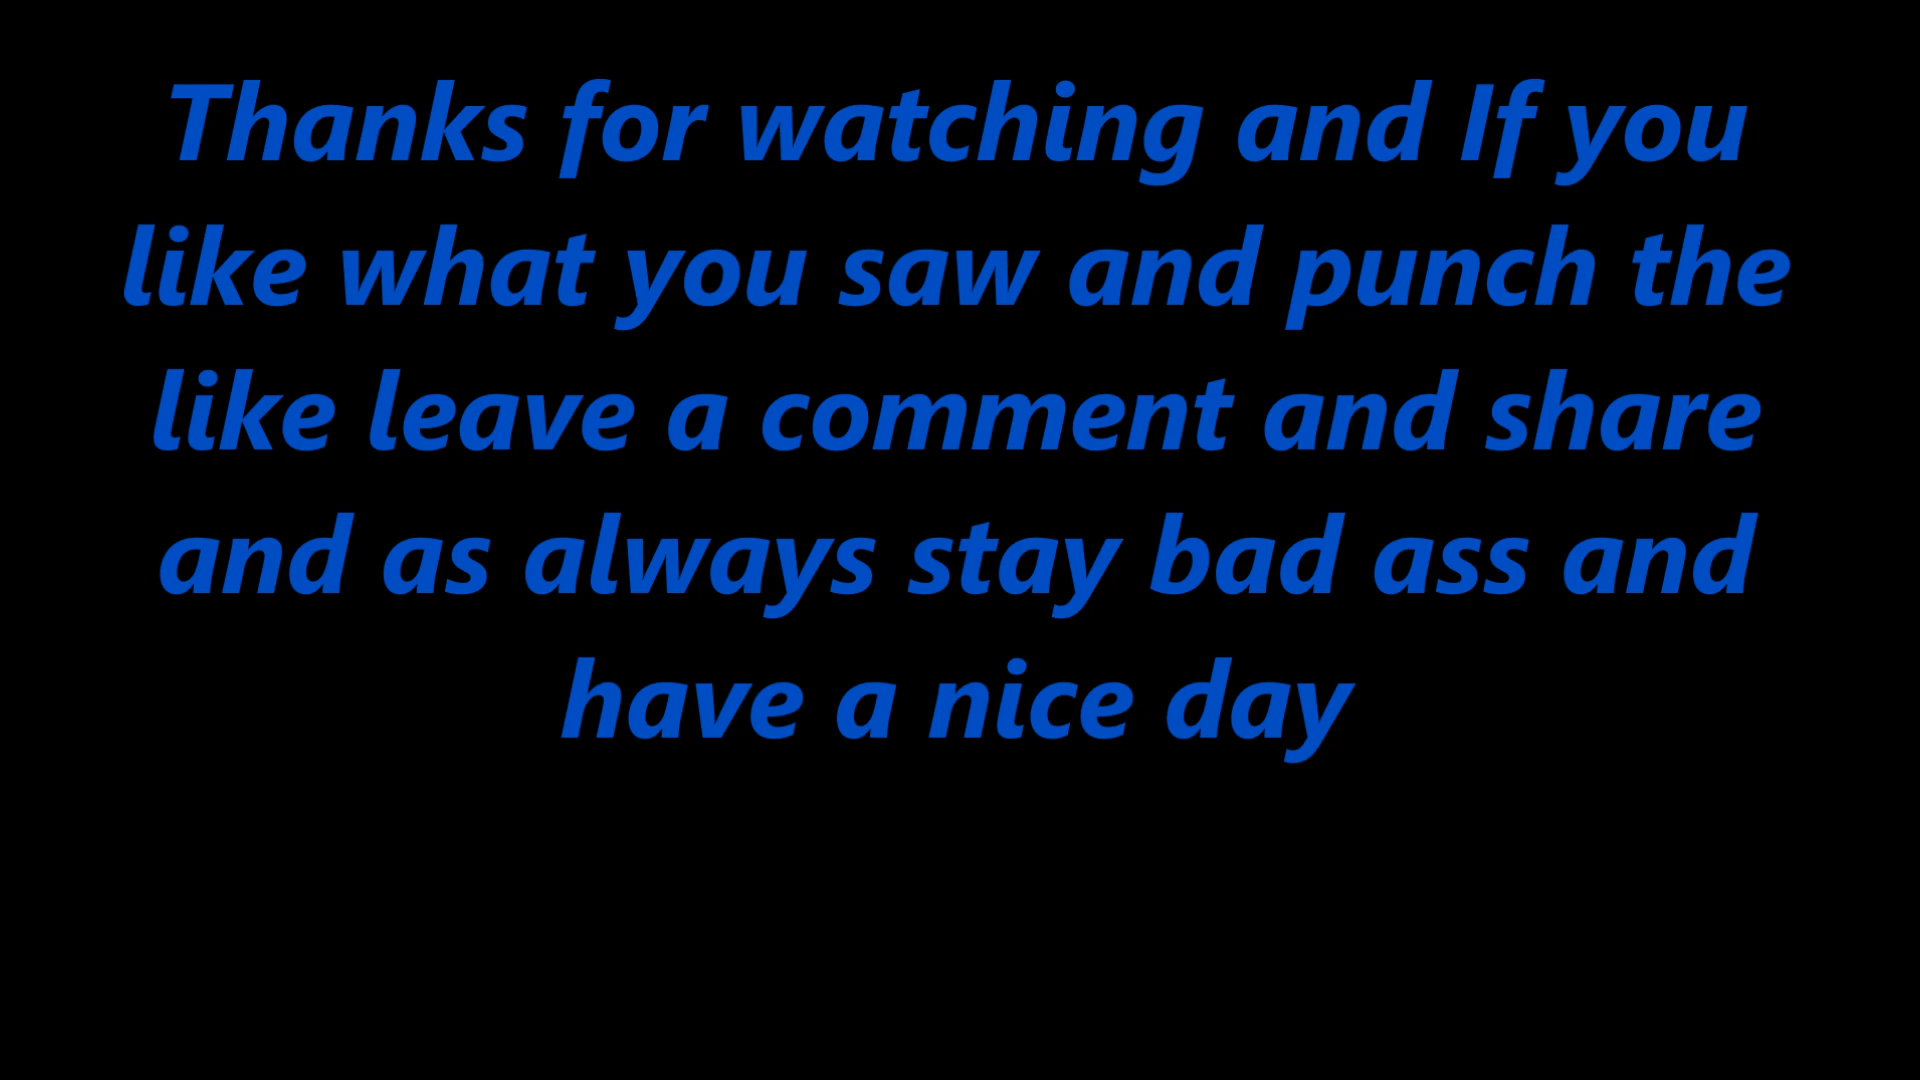 Thanks for watching and If you
like what you saw and punch the
like leave a comment and share
and as always stay bad ass and
have a nice day